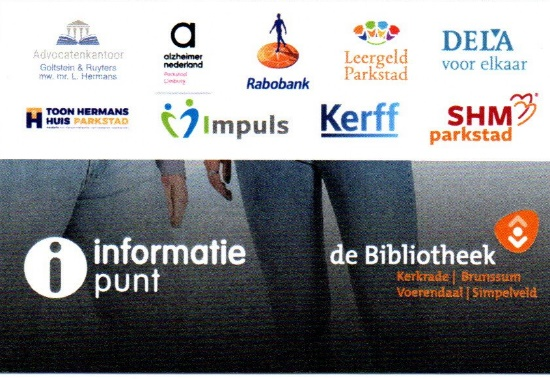 Advocatenkantoor
Goltstein & Ruyters
mw. mr. L. Hermans
a
alzheimer
nederland
Parkstad
Limburg
Rabobank
Leergeld
Parkstad
DELA
voor elkaar
TOON HERMANS
HUIS PARKSTAD
Impuls
Kerff
SHM
parkstad
i informatie
punt
de Bibliotheek
Kerkrade | Brunssum
Voerendaal | Simpelveld